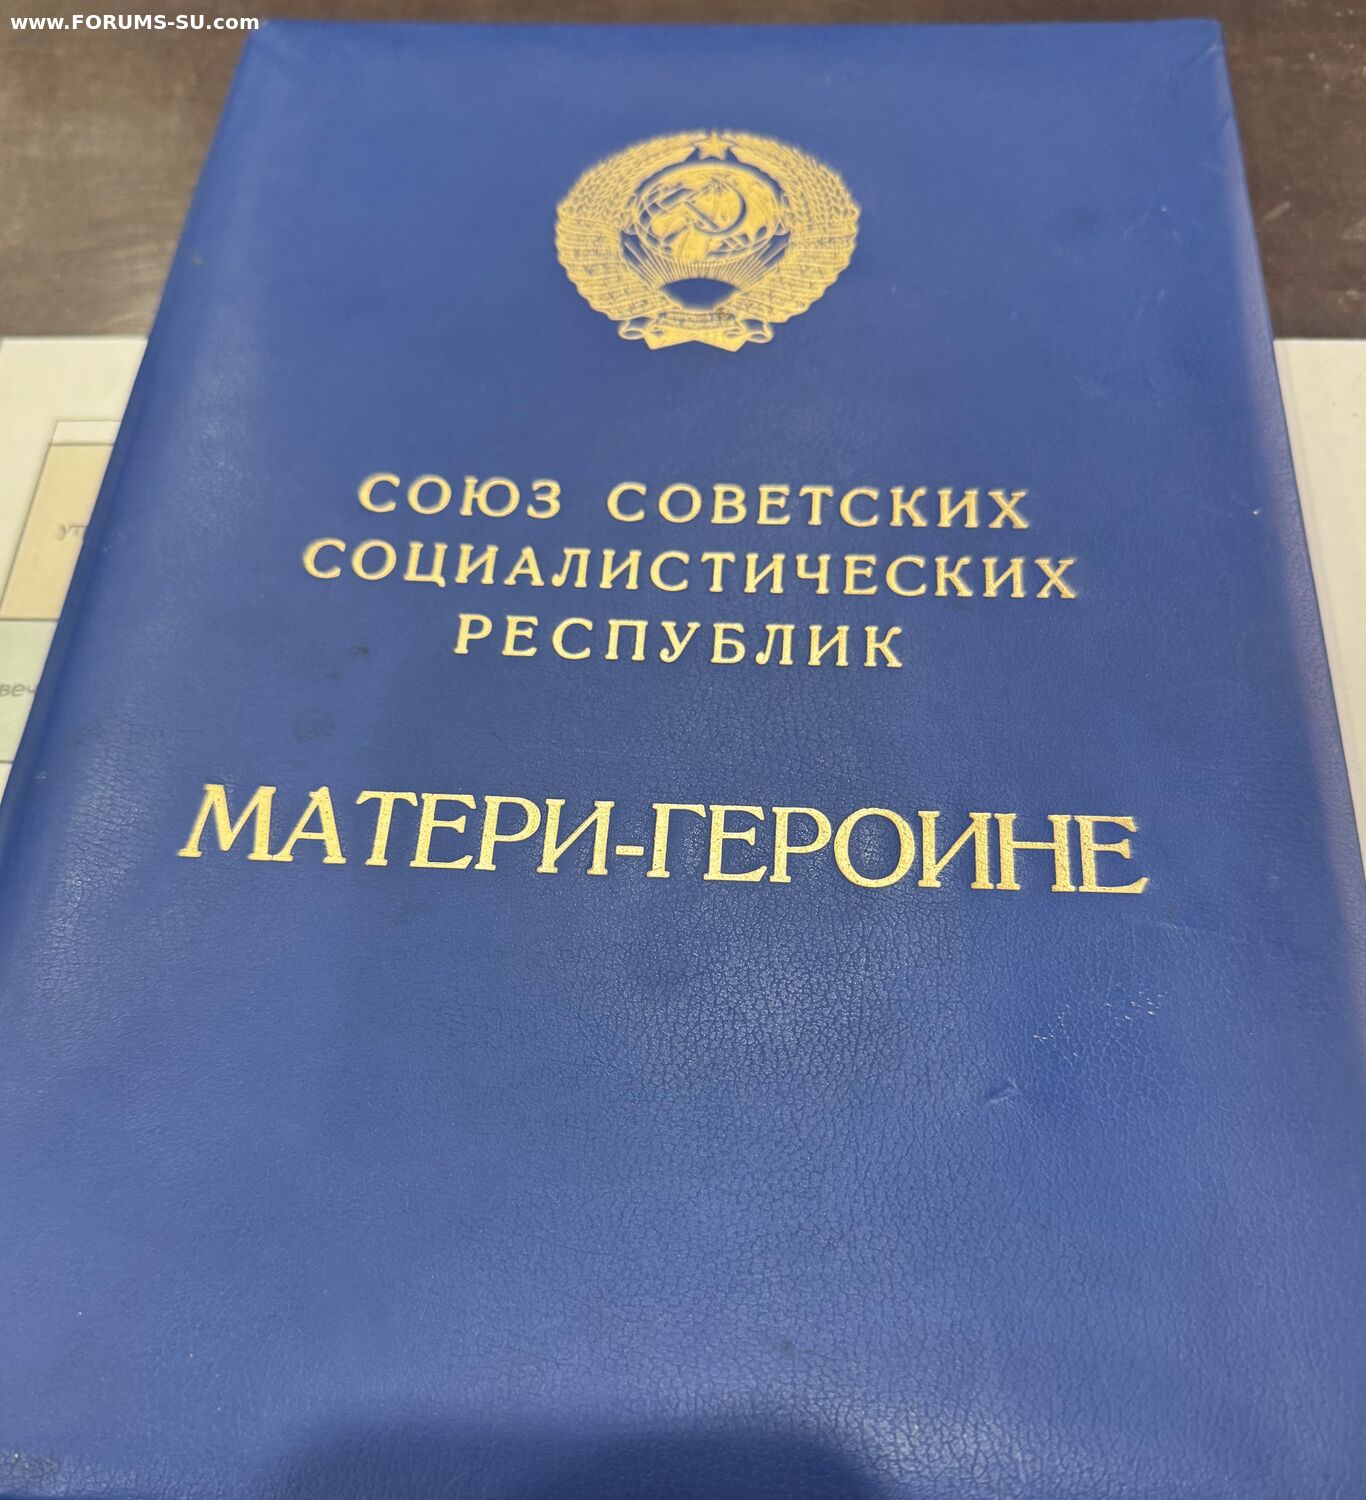 www.FORUMS-SU.com
СОЮЗ СОВЕТСКИХ
СОЦИАЛИСТИЧЕСКИХ
РЕСПУБЛИК
МАТЕРИ-ГЕРОИНЕ